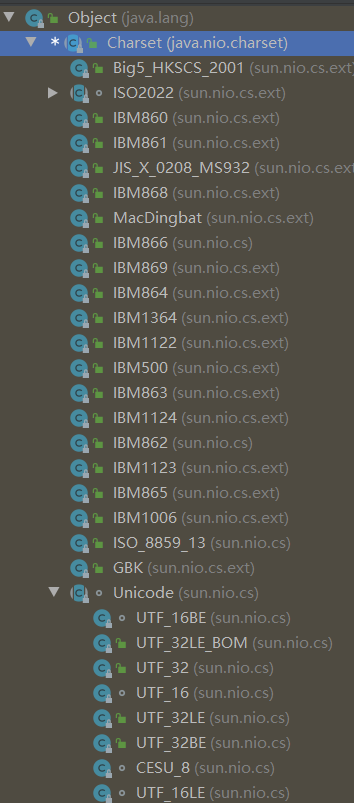 Object (java.lang)
* Charset (java.nio.charset)
Big5_HKSCS_2001 (sun.nio.cs.ext)
ISO2022 (sun.nio.cs.ext)
IBM860 (sun.nio.cs.ext)
IBM861 (sun.nio.cs.ext)
JIS_X_0208_MS932 (sun.nio.cs.ext
IBM868 (sun.nio.cs.ext)
MacDingbat (sun.nio.cs.ext)
IBM866 (sun.nio.cs)
IBM869 (sun.nio.cs.ext)
IBM864 (sun.nio.cs.ext)
IBM1364 (sun.nio.cs.ext)
IBM1122 (sun.nio.cs.ext)
IBM500 (sun.nio.cs.ext)
IBM863 (sun.nio.cs.ext)
IBM1124 (sun.nio.cs.ext)
IBM862 (sun.nio.cs)
IBM1123 (sun.nio.cs.ext)
IBM865 (sun.nio.cs.ext)
IBM1006 (sun.nio.cs.ext)
ISO_8859_13 (sun.nio.cs)
GBK (sun.nio.cs.ext)
Unicode (sun.nio.cs)
UTF_16BE (sun.nio.cs)
UTF_32LE_BOM (sun.nio.cs)
UTF_32 (sun.nio.cs)
UTF_16 (sun.nio.cs)
UTF_32LE (sun.nio.cs)
UTF_32BE (sun.nio.cs)
CESU_8 (sun.nio.cs)
UTF_16LE (sun.nio.cs)